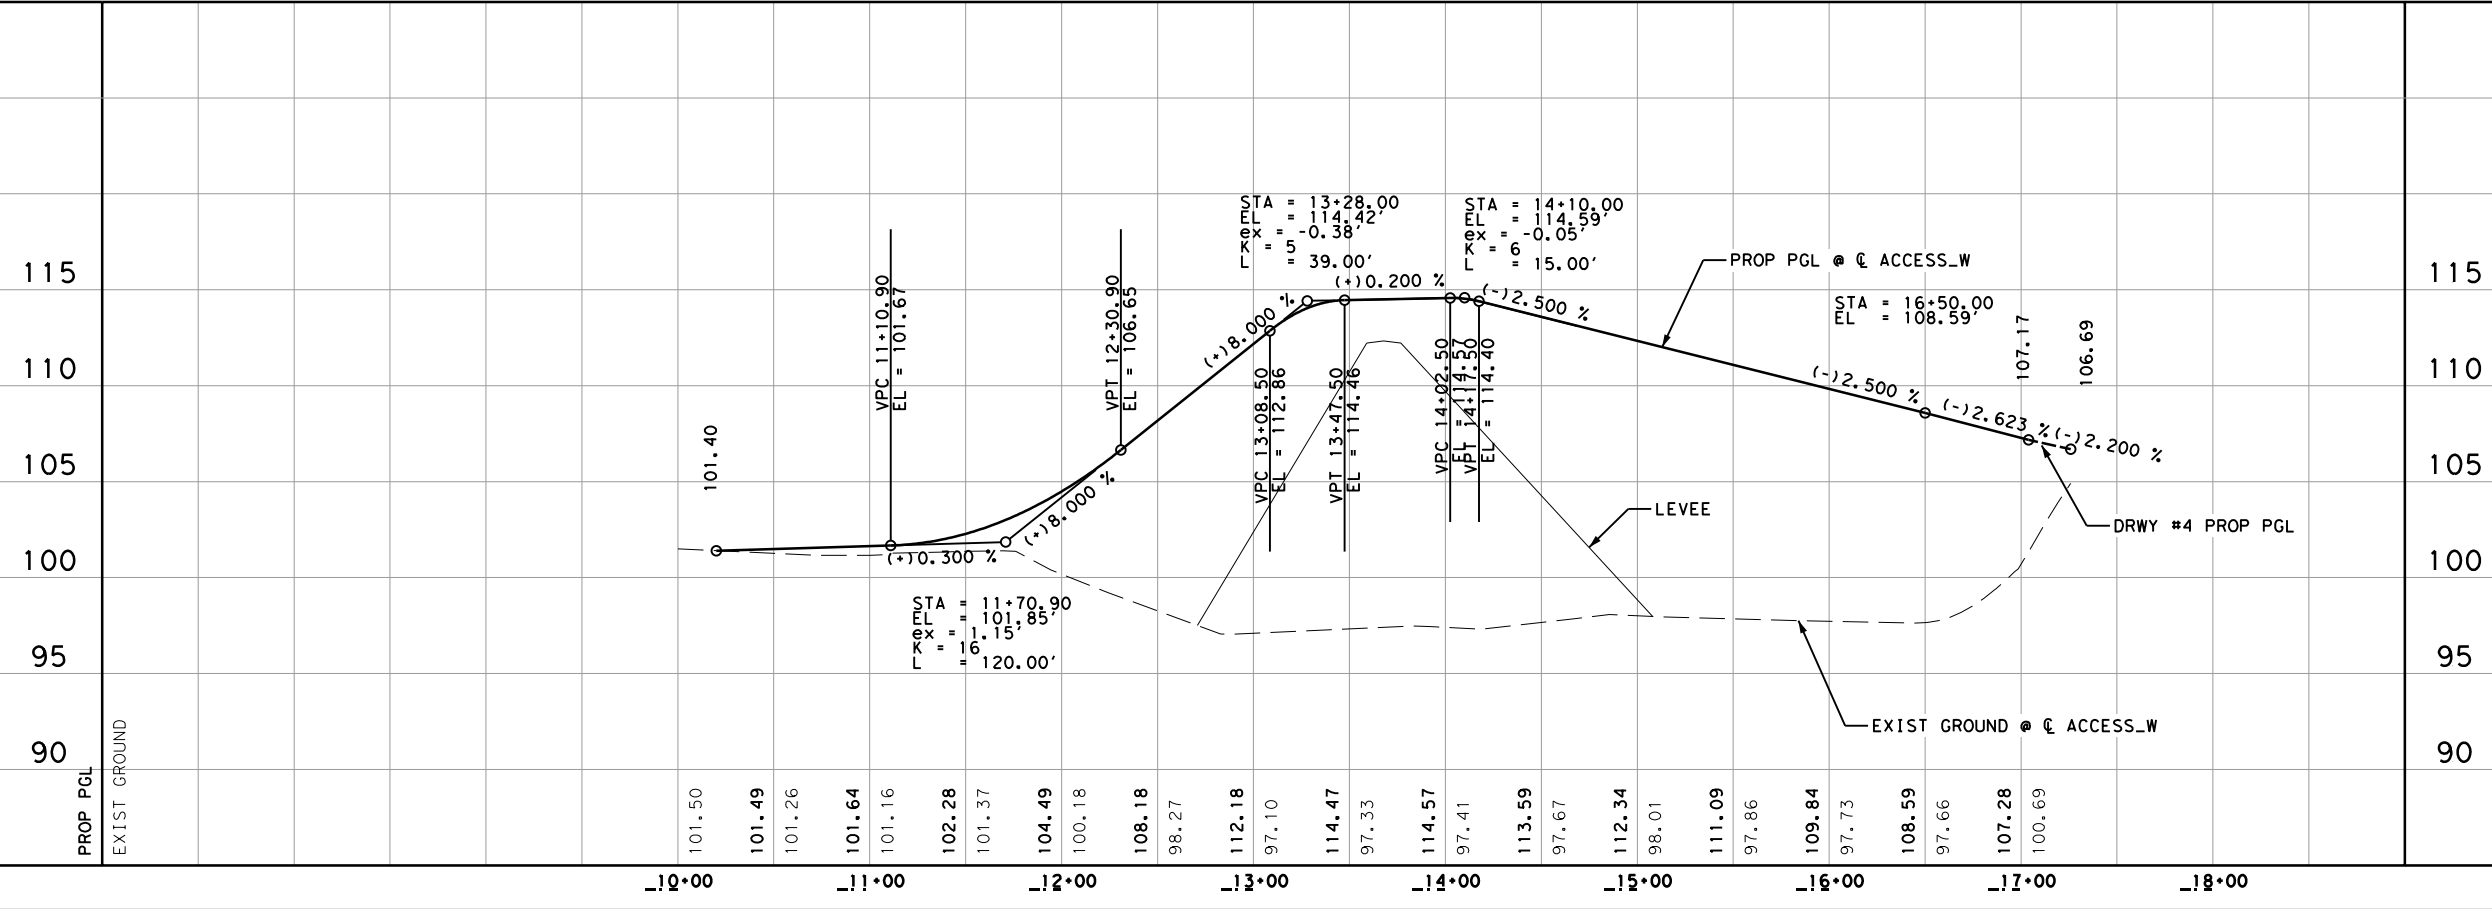 STA = 13+28.00
EL = 114.42'
ex = -0.38'
K = 5
L = 39.00'
STA = 14+10.00
EL = 114.59'
ex = -0.05'
K = 6
L = 15.00'
PROP PGL @ ℄ ACCESS_W
STA = 16+50.00
EL = 108.59'
115
110
105
100
95
90
115
110
105
100
95
90
101.40
VPC 11+10.90
EL = 101.67
VPT 12+30.90
EL = 106.65
(+)8.000 %
(+)0.200 %
(-)2.500 %
VPC 13+08.50
EL = 112.86
VPT 13+47.50
EL = 114.46
VPC 14+02.50
EL = 114.57
VPT 14+17.50
EL = 114.40
107.17
106.69
(-)2.500 %
(-)2.623 %
(-)2.200 %
(+)8.000 %
(+)0.300 %
LEVEE
DRWY #4 PROP PGL
STA = 11+70.90
EL = 101.85'
ex = 1.15'
K = 16
L = 120.00'
EXIST GROUND @ ℄ ACCESS_W
PROP PGL
EXIST GROUND
101.50
101.49
101.26
101.64
101.16
102.28
101.37
104.49
100.18
108.18
98.27
112.18
97.10
114.47
97.33
114.57
97.41
113.59
97.67
112.34
98.01
111.09
97.86
109.84
97.73
108.59
97.66
107.28
100.69
10+00
11+00
12+00
13+00
14+00
15+00
16+00
17+00
18+00